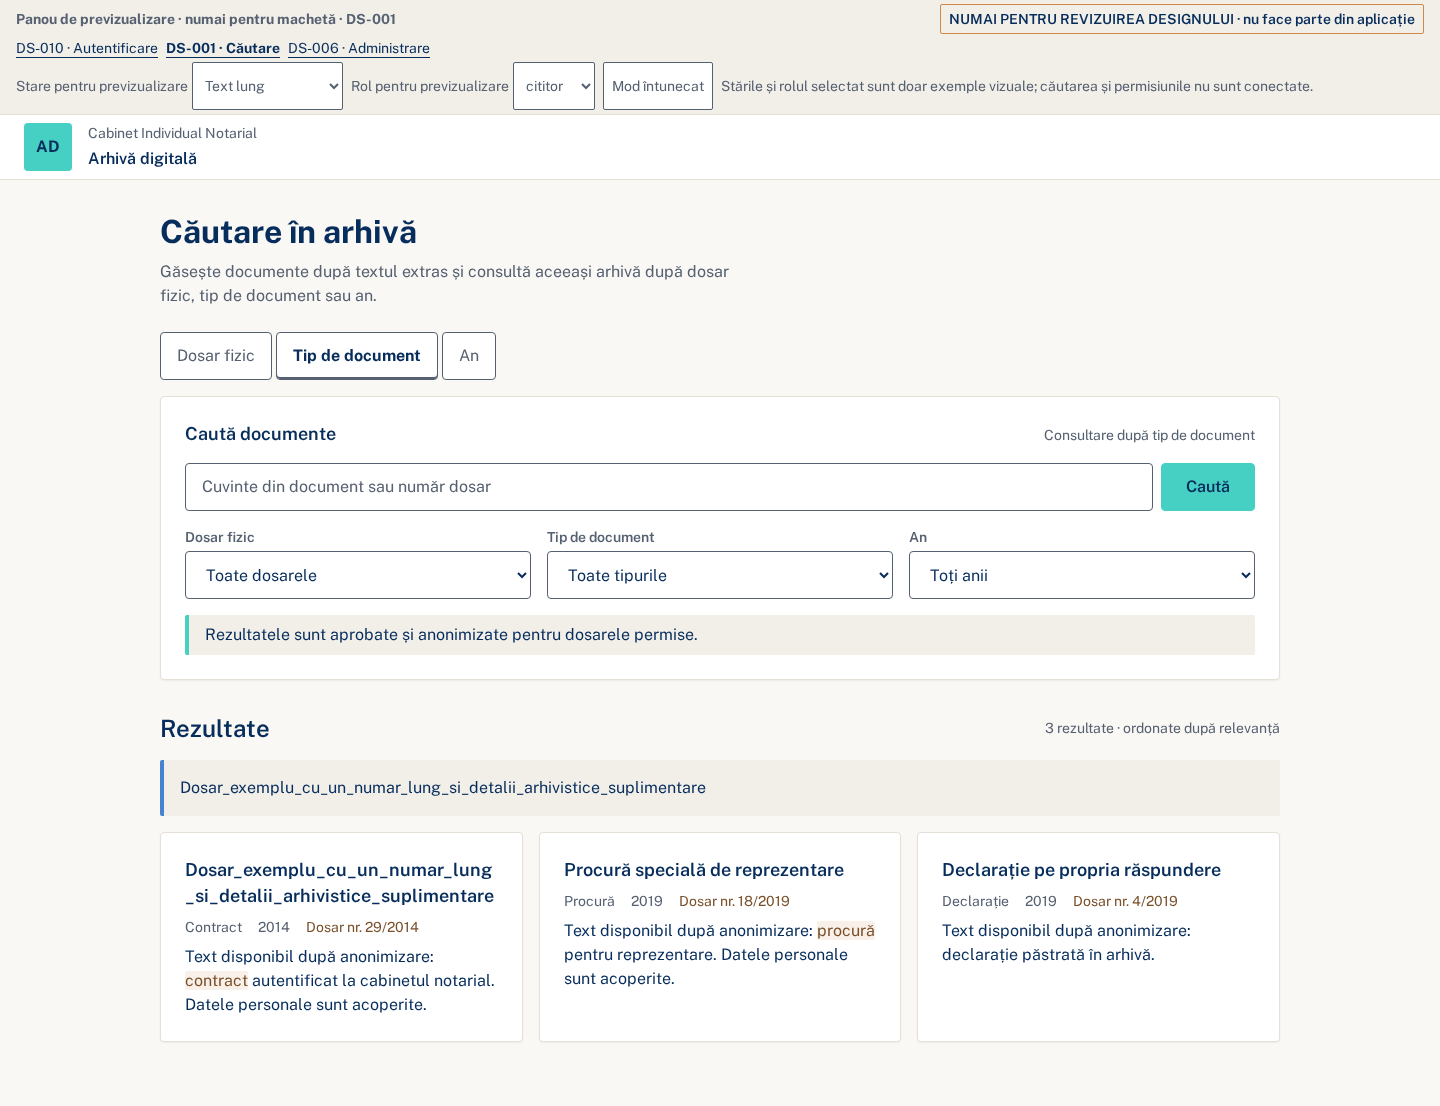 Panou de previzualizare · numai pentru machetă · DS-001
NUMAI PENTRU REVIZUIREA DESIGNULUI · nu face parte din aplicație
DS-010 · Autentificare DS-001 · Căutare DS-006 · Administrare
Stare pentru previzualizare Text lung Rol pentru previzualizare cititor Mod întunecat Stările și rolul selectat sunt doar exemple vizuale; căutarea și permisiunile nu sunt conectate.
AD
Cabinet Individual Notarial
Arhivă digitală
Căutare în arhivă
Găsește documente după textul extras și consultă aceeași arhivă după dosar
fizic, tip de document sau an.
Dosar fizic Tip de document An
Caută documente
Consultare după tip de document
Cuvinte din document sau număr dosar
Caută
Dosar fizic Tip de document An
Toate dosarele Toate tipurile Toți anii
Rezultatele sunt aprobate și anonimizate pentru dosarele permise.
Rezultate
3 rezultate · ordonate după relevanță
Dosar_exemplu_cu_un_numar_lung_si_detalii_arhivistice_suplimentare
Dosar_exemplu_cu_un_numar_lung
_si_detalii_arhivistice_suplimentare
Contract 2014 Dosar nr. 29/2014
Text disponibil după anonimizare:
contract autentificat la cabinetul notarial.
Datele personale sunt acoperite.
Procură specială de reprezentare
Procură 2019 Dosar nr. 18/2019
Text disponibil după anonimizare: procură
pentru reprezentare. Datele personale
sunt acoperite.
Declarație pe propria răspundere
Declarație 2019 Dosar nr. 4/2019
Text disponibil după anonimizare:
declarație păstrată în arhivă.